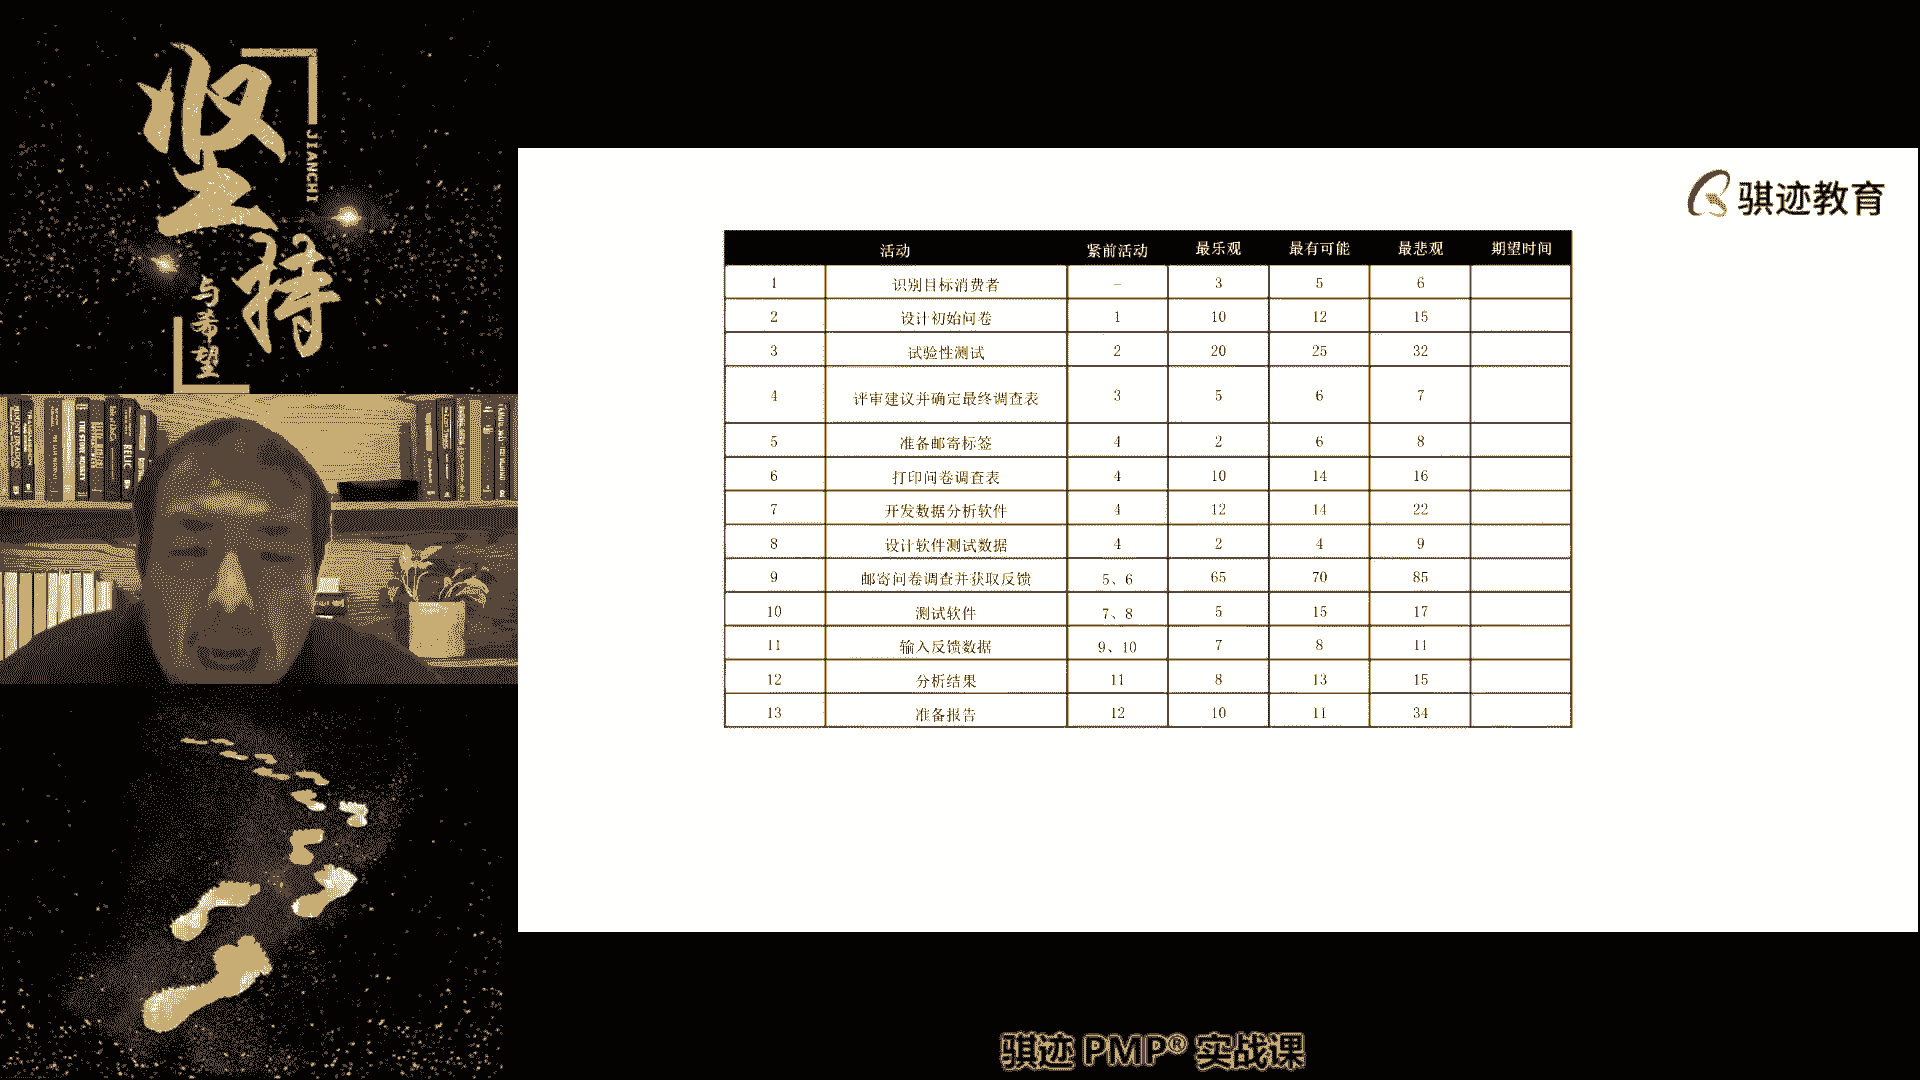 坚持
JIANCHI
与希望
骐迹教育
活动 紧前活动 最乐观 最有可能 最悲观 期望时间
1 识别目标消费者 – 3 5 6
2 设计初始问卷 1 10 12 15
3 试验性测试 2 20 25 32
4 评审建议并确定最终调查表 3 5 6 7
5 准备邮寄标签 4 2 6 8
6 打印问卷调查表 4 10 14 16
7 开发数据分析软件 4 12 14 22
8 设计软件测试数据 4 2 4 9
9 邮寄问卷调查并获取反馈 5、6 65 70 85
10 测试软件 7、8 5 15 17
11 输入反馈数据 9、10 7 8 11
12 分析结果 11 8 13 15
13 准备报告 12 10 11 34
骐迹 PMP® 实战课